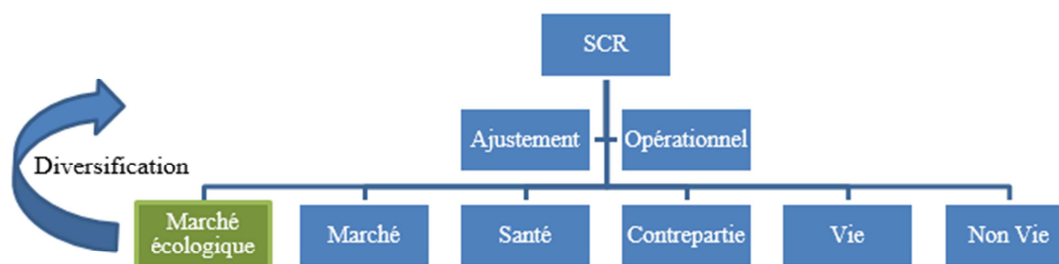 SCR
Ajustement
Opérationnel
Diversification
Marché
écologique
Marché
Santé
Contrepartie
Vie
Non Vie